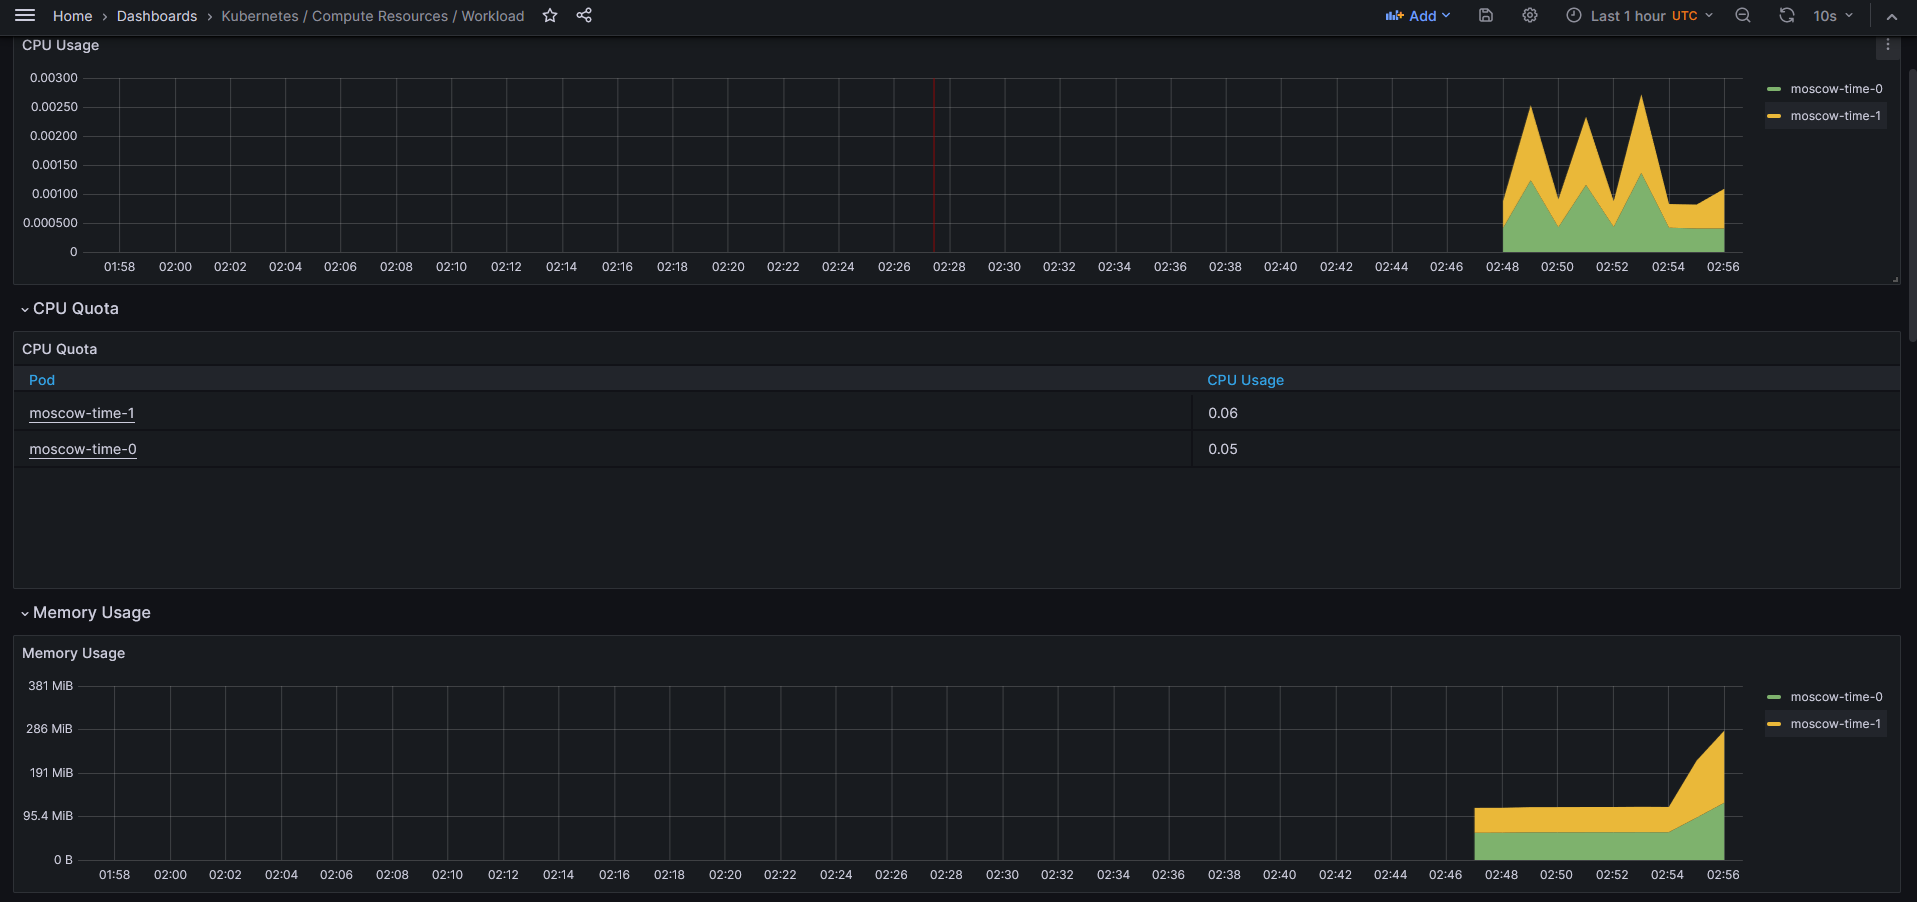 Home › Dashboards › Kubernetes / Compute Resources / Workload Add Last 1 hour UTC 10s
CPU Usage
0.00300
0.00250
0.00200
0.00150
0.00100
0.000500
0
01:58 02:00 02:02 02:04 02:06 02:08 02:10 02:12 02:14 02:16 02:18 02:20 02:22 02:24 02:26 02:28 02:30 02:32 02:34 02:36 02:38 02:40 02:42 02:44 02:46 02:48 02:50 02:52 02:54 02:56
moscow-time-0
moscow-time-1
CPU Quota
CPU Quota
Pod CPU Usage
moscow-time-1 0.06
moscow-time-0 0.05
Memory Usage
Memory Usage
381 MiB
286 MiB
191 MiB
95.4 MiB
0 B
01:58 02:00 02:02 02:04 02:06 02:08 02:10 02:12 02:14 02:16 02:18 02:20 02:22 02:24 02:26 02:28 02:30 02:32 02:34 02:36 02:38 02:40 02:42 02:44 02:46 02:48 02:50 02:52 02:54 02:56
moscow-time-0
moscow-time-1